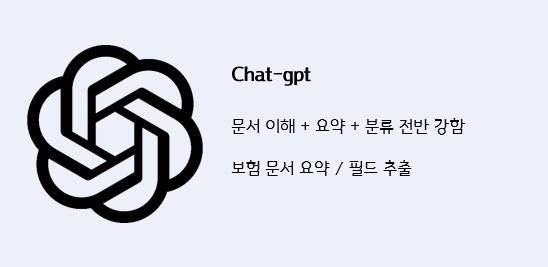 Chat-gpt
문서 이해 + 요약 + 분류 전반 강함
보험 문서 요약 / 필드 추출